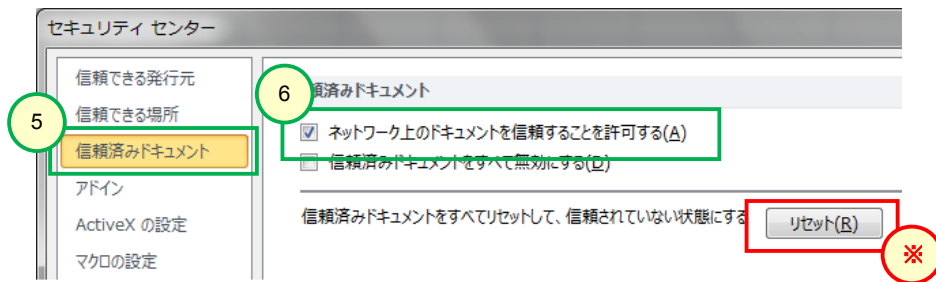 セキュリティ センター
信頼できる発行元
信頼できる場所
5
信頼済みドキュメント
アドイン
ActiveX の設定
マクロの設定
6
頼済みドキュメント
ネットワーク上のドキュメントを信頼することを許可する(A)
信頼済みドキュメントをすべて無効にする(D)
信頼済みドキュメントをすべてリセットして、信頼されていない状態にする
リセット(R)
※